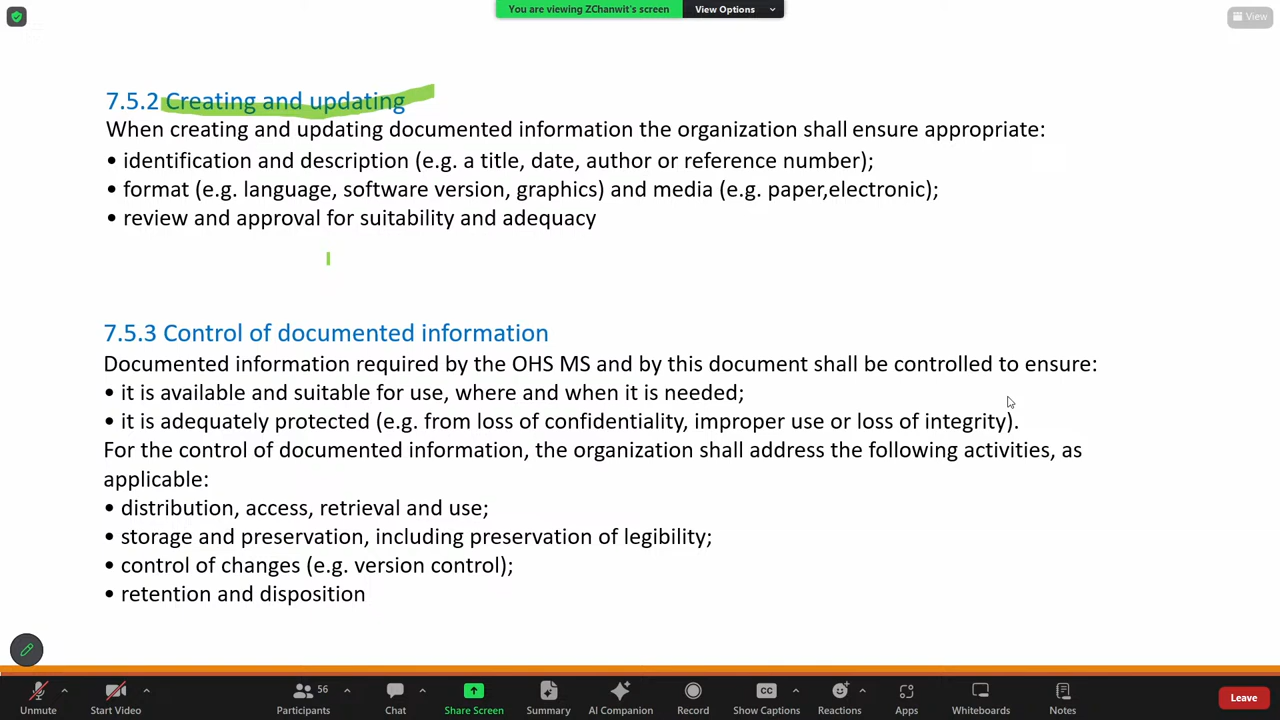 You are viewing ZChanwit's screen
View Options
View
7.5.2 Creating and updating
When creating and updating documented information the organization shall ensure appropriate:
• identification and description (e.g. a title, date, author or reference number);
• format (e.g. language, software version, graphics) and media (e.g. paper,electronic);
• review and approval for suitability and adequacy
7.5.3 Control of documented information
Documented information required by the OHS MS and by this document shall be controlled to ensure:
• it is available and suitable for use, where and when it is needed;
• it is adequately protected (e.g. from loss of confidentiality, improper use or loss of integrity).
For the control of documented information, the organization shall address the following activities, as
applicable:
• distribution, access, retrieval and use;
• storage and preservation, including preservation of legibility;
• control of changes (e.g. version control);
• retention and disposition
Unmute
Start Video
Participants
56
Chat
Share Screen
Summary
AI Companion
Record
CC
Show Captions
Reactions
Apps
Whiteboards
Notes
Leave